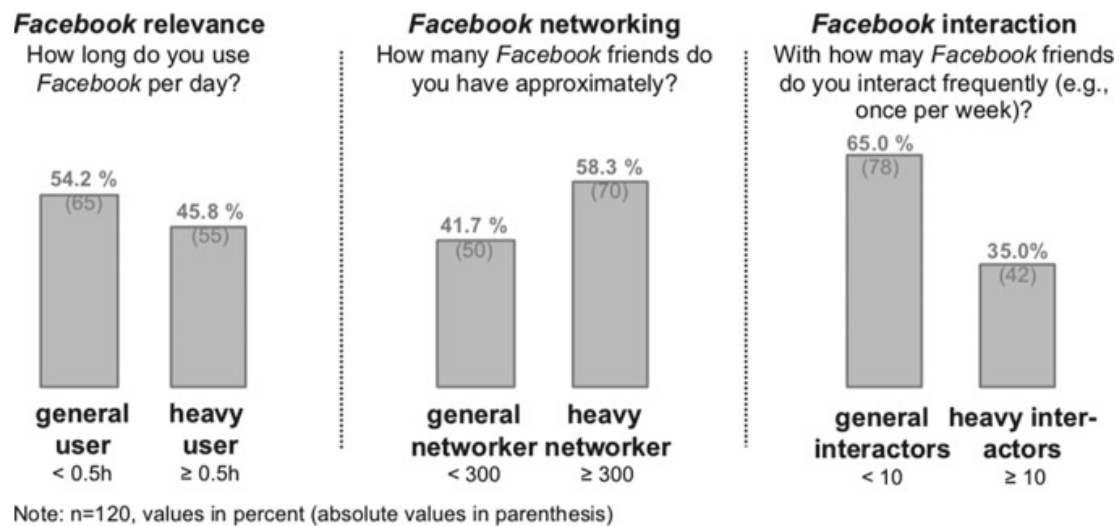 Facebook relevance
How long do you use
Facebook per day?
54.2 %
(65)
45.8 %
(55)
general
user
< 0.5h
heavy
user
≥ 0.5h
Facebook networking
How many Facebook friends do
you have approximately?
41.7 %
(50)
58.3 %
(70)
general
networker
< 300
heavy
networker
≥ 300
Facebook interaction
With how may Facebook friends
do you interact frequently (e.g.,
once per week)?
65.0 %
(78)
35.0%
(42)
general
interactors
< 10
heavy inter-
actors
≥ 10
Note: n=120, values in percent (absolute values in parenthesis)